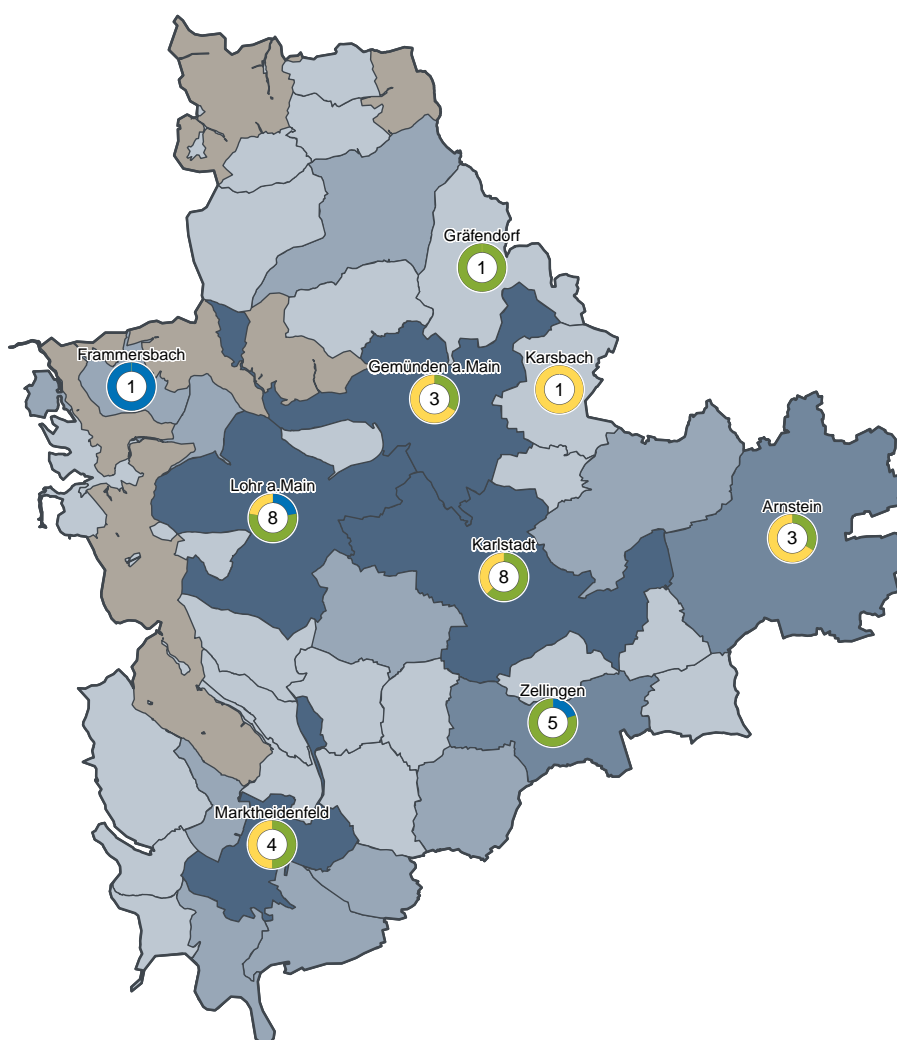 Gräfendorf
1
Frammersbach
1
Gemünden a.Main
3
Karsbach
1
Lohr a.Main
8
Arnstein
3
Karlstadt
8
Zellingen
5
Marktheidenfeld
4